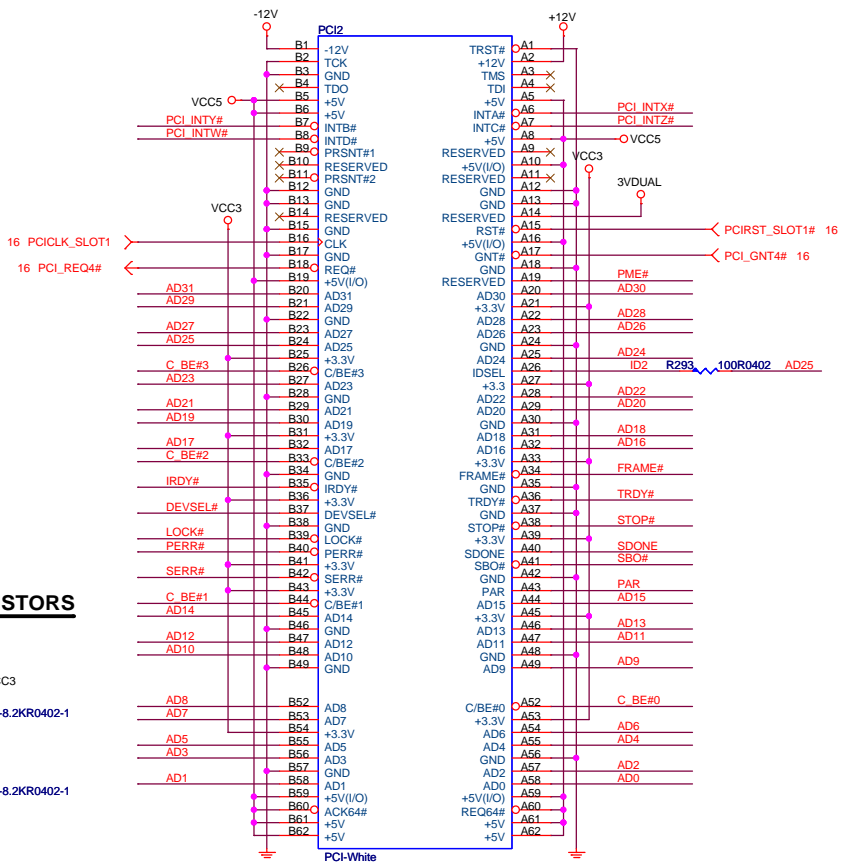 -12V +12V
PCI2
B1 -12V TRST# A1
B2 TCK +12V A2
B3 GND TMS A3
B4 TDO TDI A4
VCC5 B5 +5V +5V A5
B6 +5V INTA# A6 PCI_INTX#
PCI_INTY# B7 INTB# INTC# A7 PCI_INTZ#
PCI_INTW# B8 INTD# +5V A8 VCC5
B9 PRSNT#1 RESERVED A9
B10 RESERVED +5V(I/O) A10 VCC3
B11 PRSNT#2 RESERVED A11
B12 GND GND A12 3VDUAL
B13 GND GND A13
VCC3 B14 RESERVED RESERVED A14
B15 GND RST# A15 PCIRST_SLOT1# 16
16 PCICLK_SLOT1 B16 CLK +5V(I/O) A16
B17 GND GNT# A17 PCI_GNT4# 16
16 PCI_REQ4# B18 REQ# GND A18
B19 +5V(I/O) RESERVED A19 PME#
AD31 B20 AD31 AD30 A20 AD30
AD29 B21 AD29 +3.3V A21
B22 GND AD28 A22 AD28
AD27 B23 AD27 AD26 A23 AD26
AD25 B24 AD25 GND A24
B25 +3.3V AD24 A25 AD24
C_BE#3 B26 C/BE#3 IDSEL A26 ID2 R293 100R0402 AD25
AD23 B27 AD23 +3.3 A27
B28 GND AD22 A28 AD22
AD21 B29 AD21 AD20 A29 AD20
AD19 B30 AD19 GND A30
B31 +3.3V AD18 A31 AD18
AD17 B32 AD17 AD16 A32 AD16
C_BE#2 B33 C/BE#2 +3.3V A33
B34 GND FRAME# A34 FRAME#
IRDY# B35 IRDY# GND A35
B36 +3.3V TRDY# A36 TRDY#
DEVSEL# B37 DEVSEL# GND A37
B38 GND STOP# A38 STOP#
LOCK# B39 LOCK# +3.3V A39
PERR# B40 PERR# SDONE A40 SDONE
B41 +3.3V SBO# A41 SBO#
SERR# B42 SERR# GND A42
B43 +3.3V PAR A43 PAR
C_BE#1 B44 C/BE#1 AD15 A44 AD15
STORS
AD14 B45 AD14 +3.3V A45
B46 GND AD13 A46 AD13
AD12 B47 AD12 AD11 A47 AD11
AD10 B48 AD10 GND A48
B49 GND AD9 A49 AD9
CC3
AD8 B52 AD8 C/BE#0 A52 C_BE#0
-8.2KR0402-1
AD7 B53 AD7 +3.3V A53
B54 +3.3V AD6 A54 AD6
AD5 B55 AD5 AD4 A55 AD4
AD3 B56 AD3 GND A56
B57 GND AD2 A57 AD2
AD1 B58 AD1 AD0 A58 AD0
-8.2KR0402-1
B59 +5V(I/O) +5V(I/O) A59
B60 ACK64# REQ64# A60
B61 +5V +5V A61
B62 +5V +5V A62
PCI-White